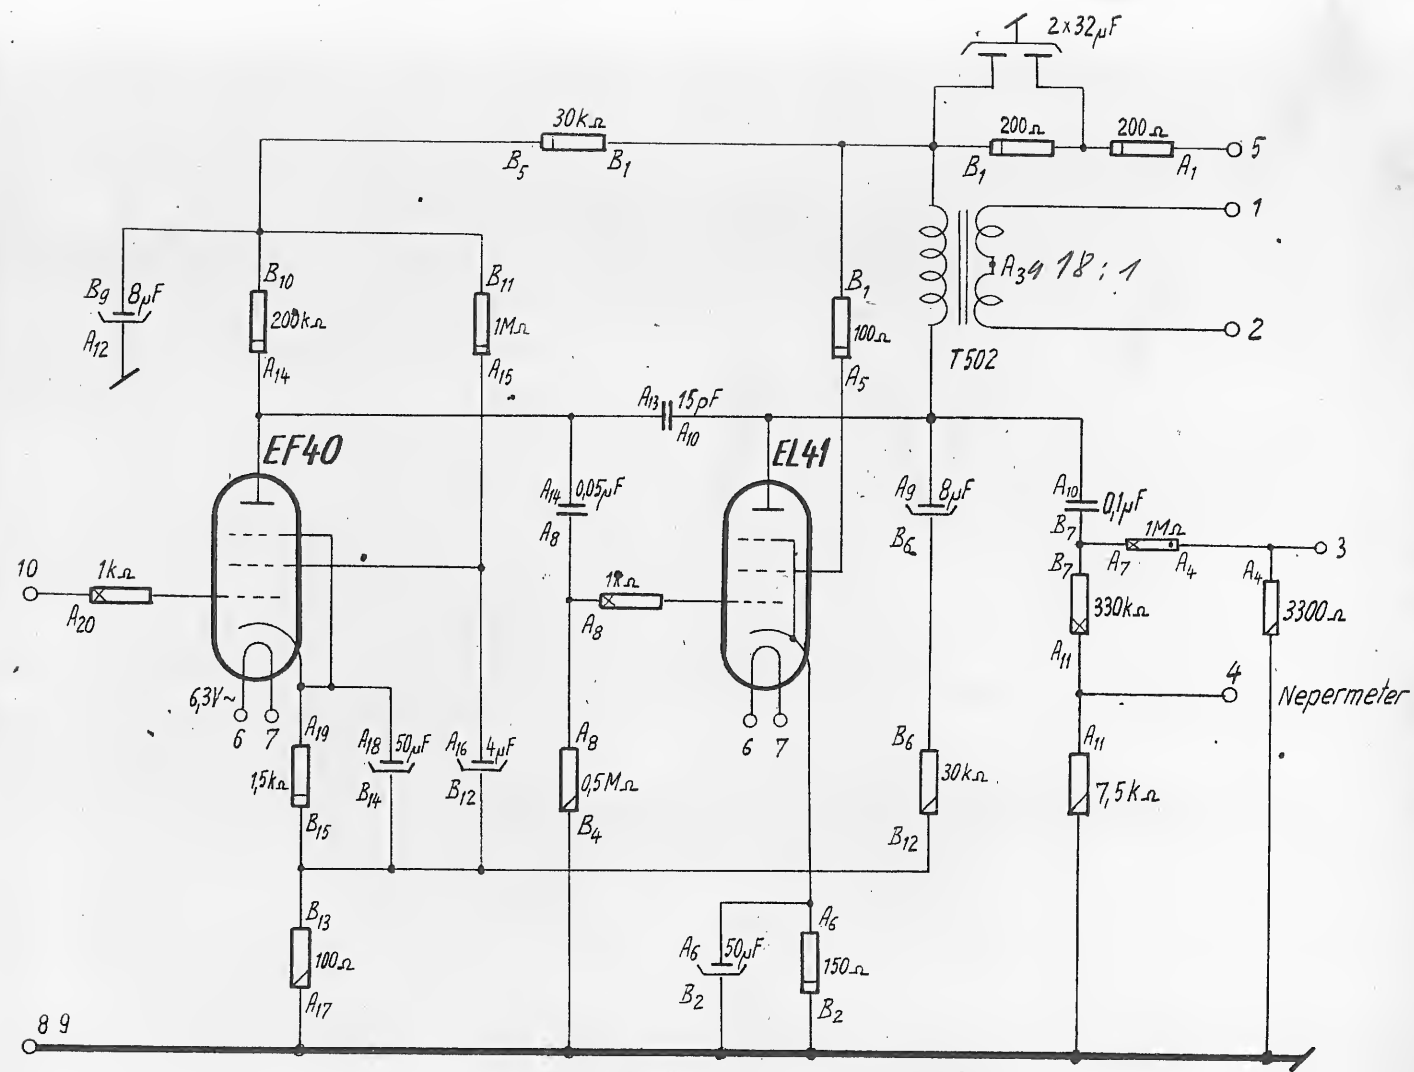 2×32µF
30kΩ
B5 B1
200Ω 200Ω
B1 A1
5
1
A3 18:1
2
T502
B9 8µF
A12
B10
200kΩ
A14
B11
1MΩ
A15
B1
100Ω
A5
A13 15pF
A10
EF40
EL41
A14 0,05µF
A8
A9 8µF
B6
A10 0,1µF
B7
1MΩ
A7 A4
3
B7
330kΩ
A11
A4
3300Ω
4
Nepermeter
10
1kΩ
A20
1kΩ
A8
6,3V~
6 7
6 7
A19
1,5kΩ
B15
A18 50µF
B14
A16 4µF
B12
A8
0,5MΩ
B4
B6
30kΩ
B12
A11
7,5kΩ
B13
100Ω
A17
A6 50µF
B2
A6
150Ω
B2
8 9